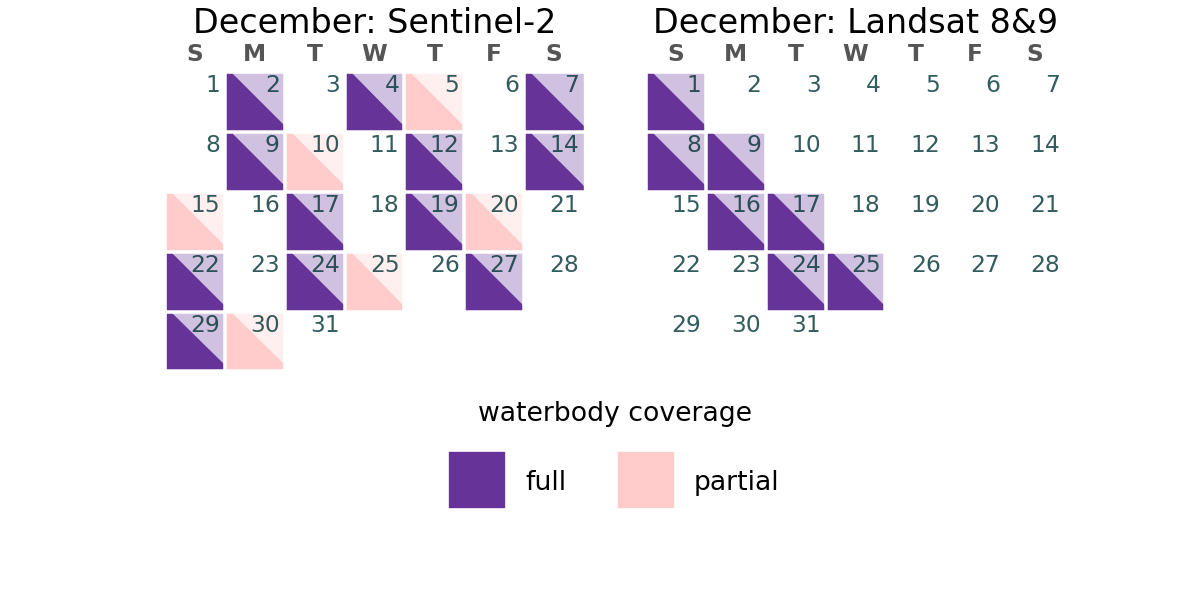 December: Sentinel-2
S M T W T F S
1 2 3 4 5 6 7
8 9 10 11 12 13 14
15 16 17 18 19 20 21
22 23 24 25 26 27 28
29 30 31
December: Landsat 8&9
S M T W T F S
1 2 3 4 5 6 7
8 9 10 11 12 13 14
15 16 17 18 19 20 21
22 23 24 25 26 27 28
29 30 31
waterbody coverage
full partial